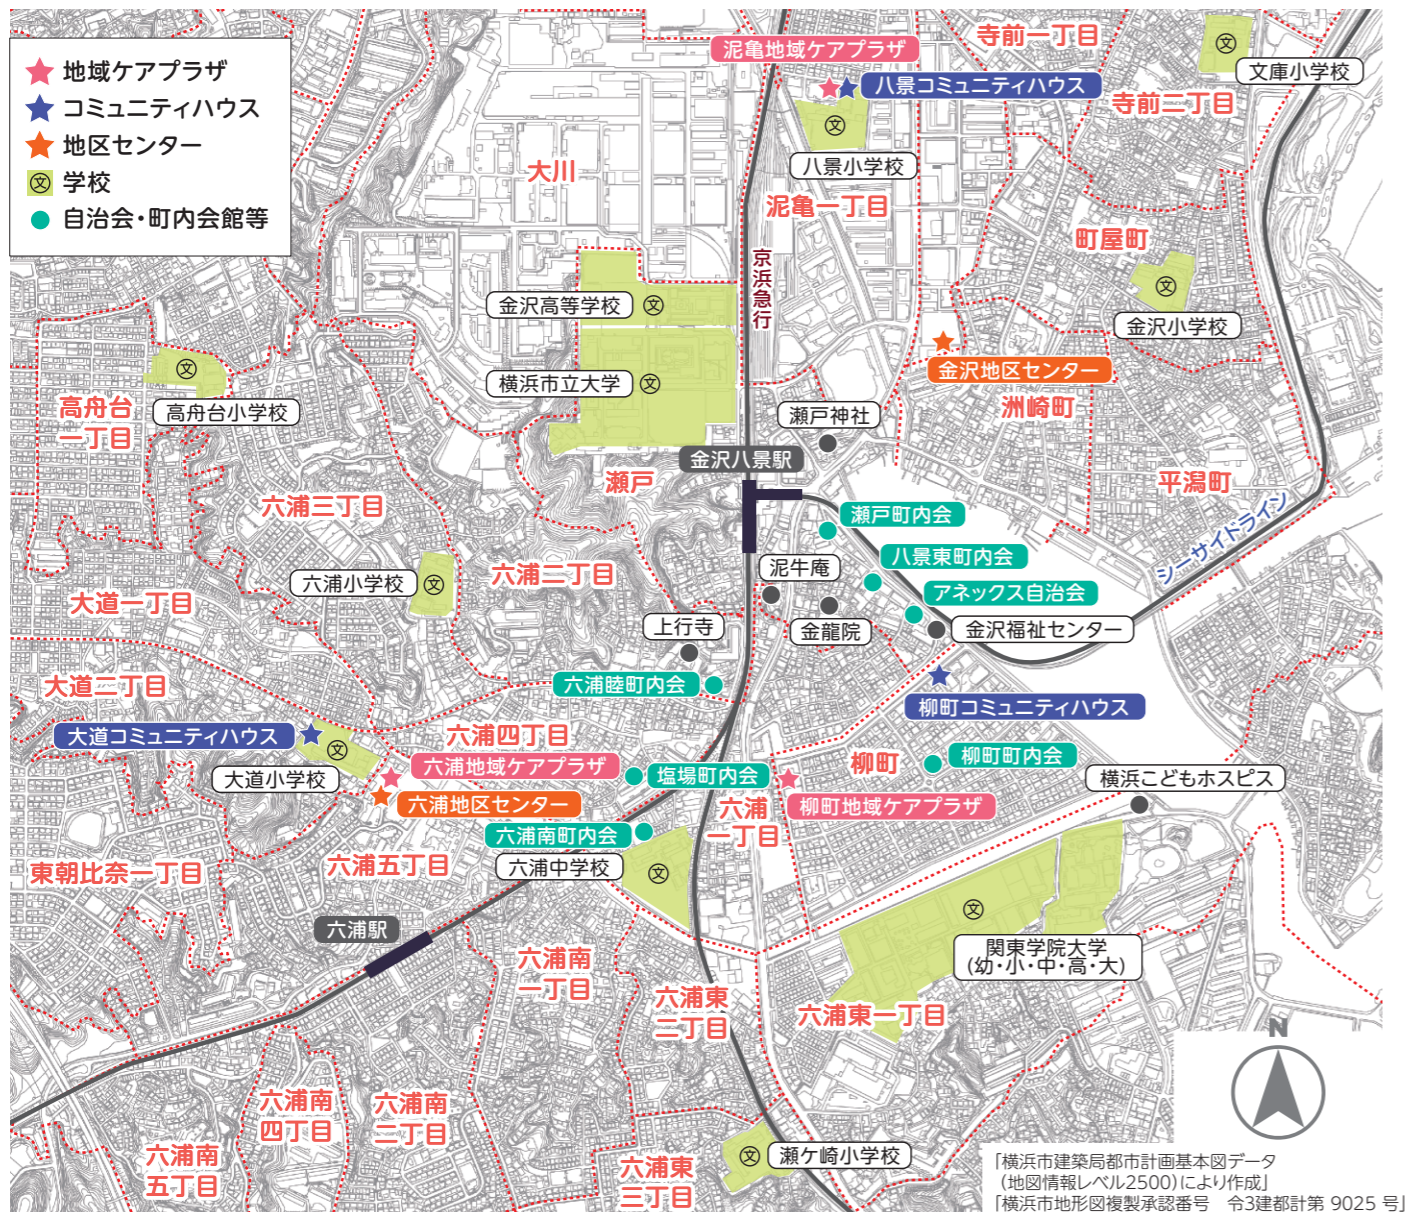 地域ケアプラザ
コミュニティハウス
地区センター
文 学校
自治会・町内会館等
泥亀地域ケアプラザ
八景コミュニティハウス
文
八景小学校
寺前一丁目
文
文庫小学校
寺前二丁目
大川
泥亀一丁目
京浜急行
町屋町
文
金沢小学校
金沢高等学校
文
横浜市立大学
文
金沢地区センター
洲崎町
文
高舟台小学校
高舟台
一丁目
瀬戸神社
金沢八景駅
瀬戸
平潟町
シーサイドライン
六浦三丁目
瀬戸町内会
八景東町内会
アネックス自治会
六浦小学校
文
六浦二丁目
泥牛庵
金龍院
金沢福祉センター
大道一丁目
上行寺
六浦睦町内会
大道二丁目
柳町コミュニティハウス
大道コミュニティハウス
文
大道小学校
六浦四丁目
六浦地域ケアプラザ
六浦地区センター
塩場町内会
柳町
柳町町内会
柳町地域ケアプラザ
横浜こどもホスピス
六浦
一丁目
六浦南町内会
六浦中学校
文
東朝比奈一丁目
六浦五丁目
六浦駅
文
関東学院大学
(幼・小・中・高・大)
六浦南
一丁目
六浦東
二丁目
六浦東一丁目
六浦南
四丁目
六浦南
二丁目
六浦南
五丁目
六浦東
三丁目
文
瀬ケ崎小学校
N
「横浜市建築局都市計画基本図データ
（地図情報レベル2500）により作成」
「横浜市地形図複製承認番号　令3建都計第 9025 号」